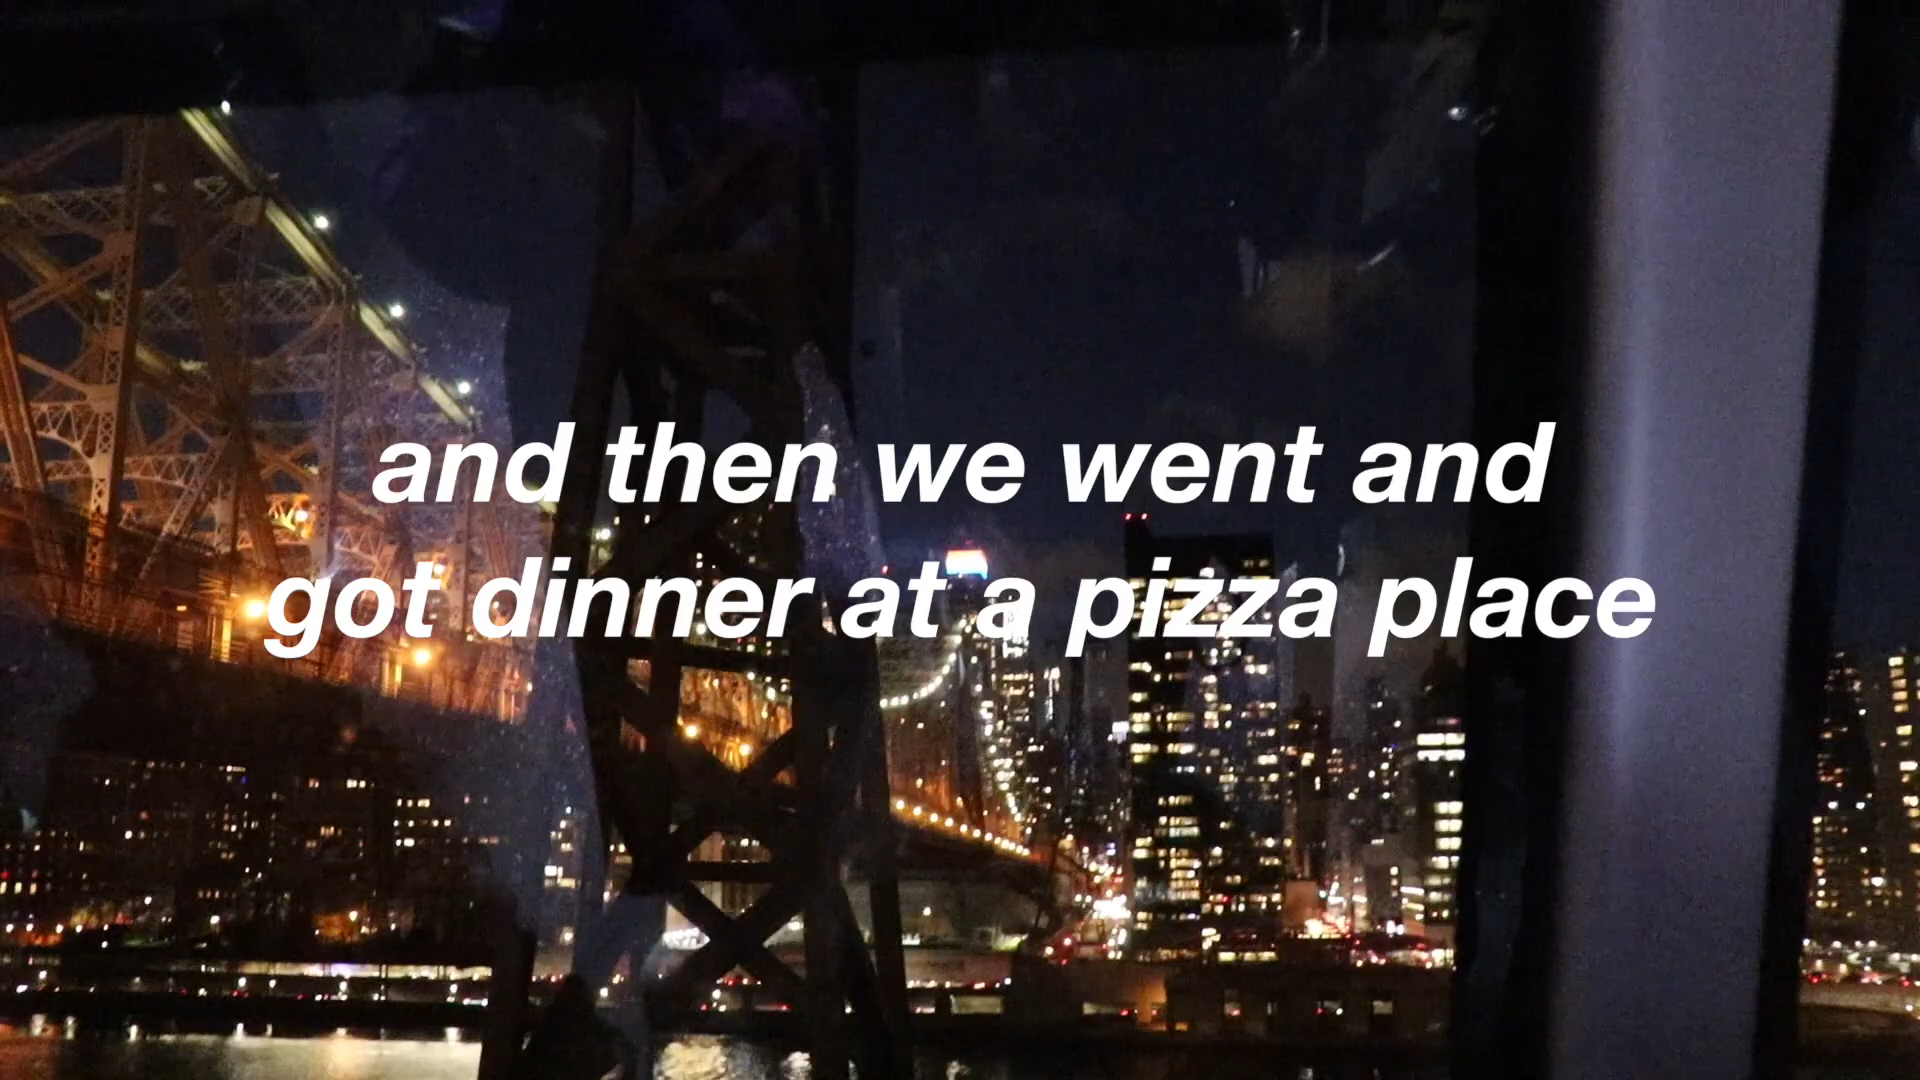 and then we went and
got dinner at a pizza place